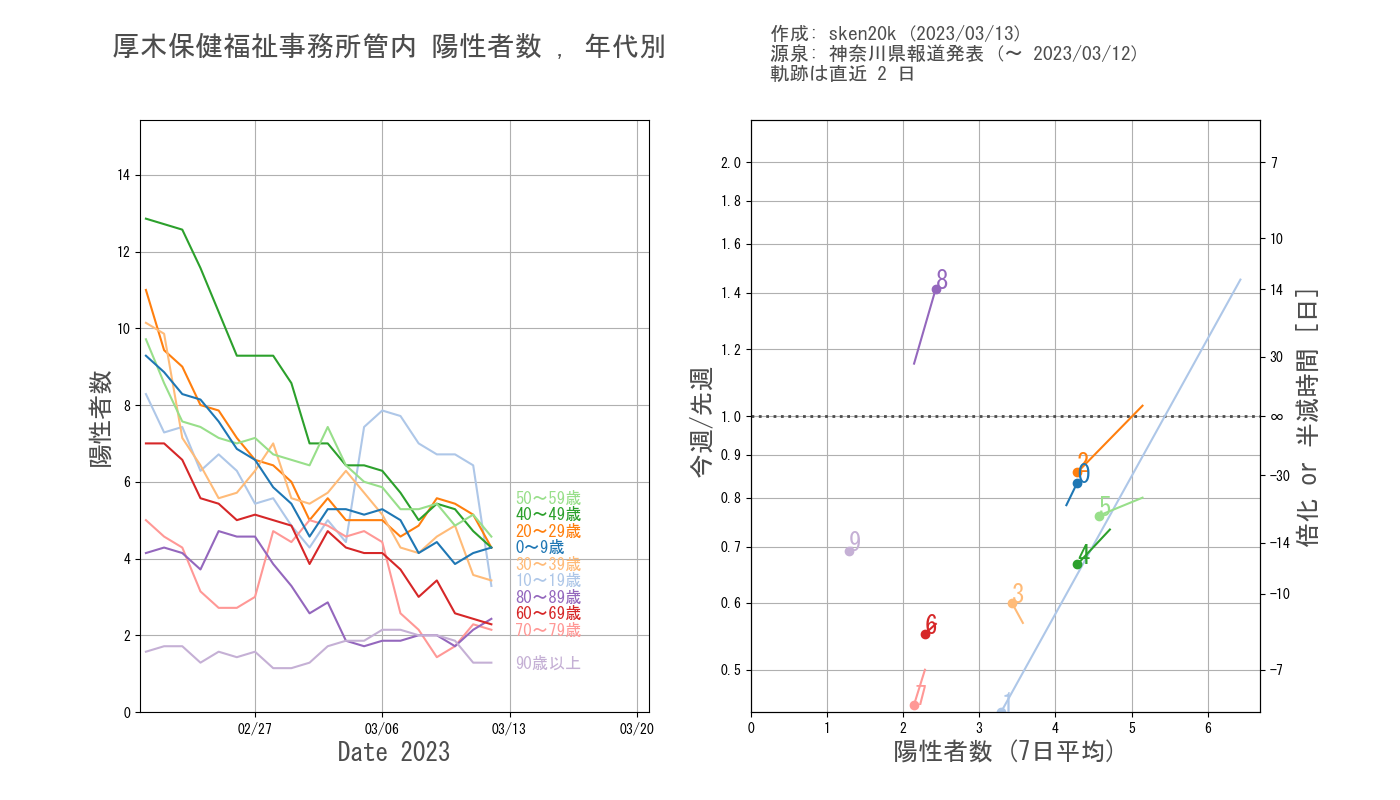 厚木保健福祉事務所管内 陽性者数 , 年代別
作成: sken20k (2023/03/13)
源泉: 神奈川県報道発表 (〜 2023/03/12)
軌跡は直近 2 日
陽性者数
14
12
10
8
6
4
2
0
50〜59歳
40〜49歳
20〜29歳
0〜9歳
30〜39歳
10〜19歳
80〜89歳
60〜69歳
70〜79歳
90歳以上
02/27
03/06
03/13
03/20
Date 2023
今週/先週
2.0
1.8
1.6
1.4
1.2
1.0
0.9
0.8
0.7
0.6
0.5
8
2
0
5
9
4
3
6
7
1
0
1
2
3
4
5
6
陽性者数 (7日平均)
7
10
14
30
∞
-30
-14
-10
-7
倍化 or 半減時間 [日]